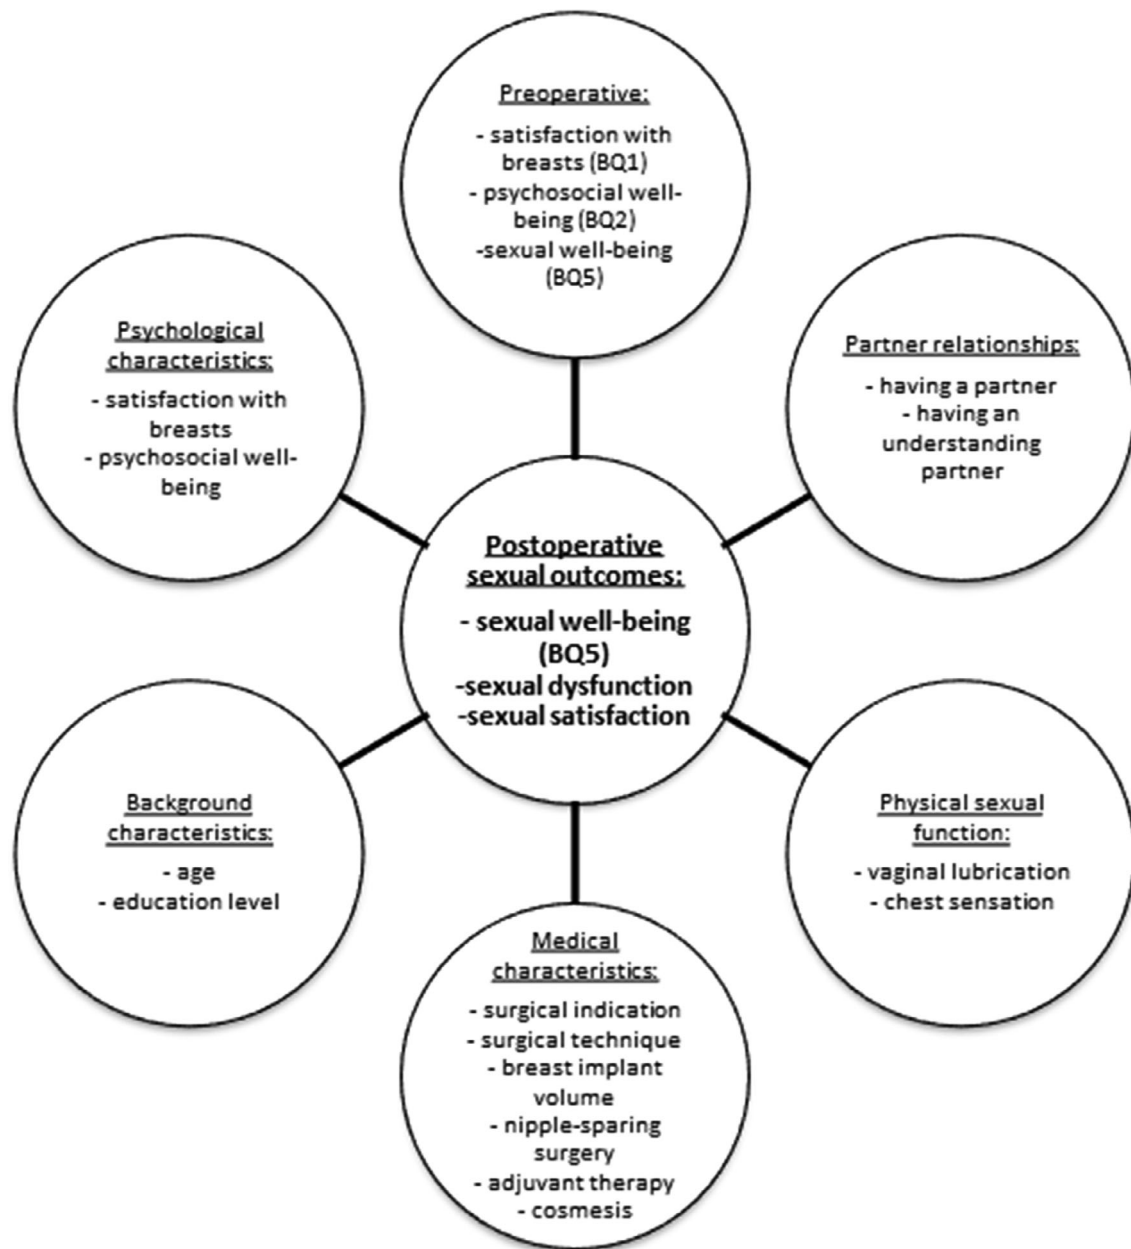 Preoperative:
- satisfaction with
breasts (BQ1)
- psychosocial well-
being (BQ2)
-sexual well-being
(BQ5)
Psychological
characteristics:
- satisfaction with
breasts
- psychosocial well-
being
Partner relationships:
- having a partner
- having an
understanding
partner
Postoperative
sexual outcomes:
- sexual well-being
(BQ5)
-sexual dysfunction
-sexual satisfaction
Background
characteristics:
- age
- education level
Physical sexual
function:
- vaginal lubrication
- chest sensation
Medical
characteristics:
- surgical indication
- surgical technique
- breast implant
volume
- nipple-sparing
surgery
- adjuvant therapy
- cosmesis